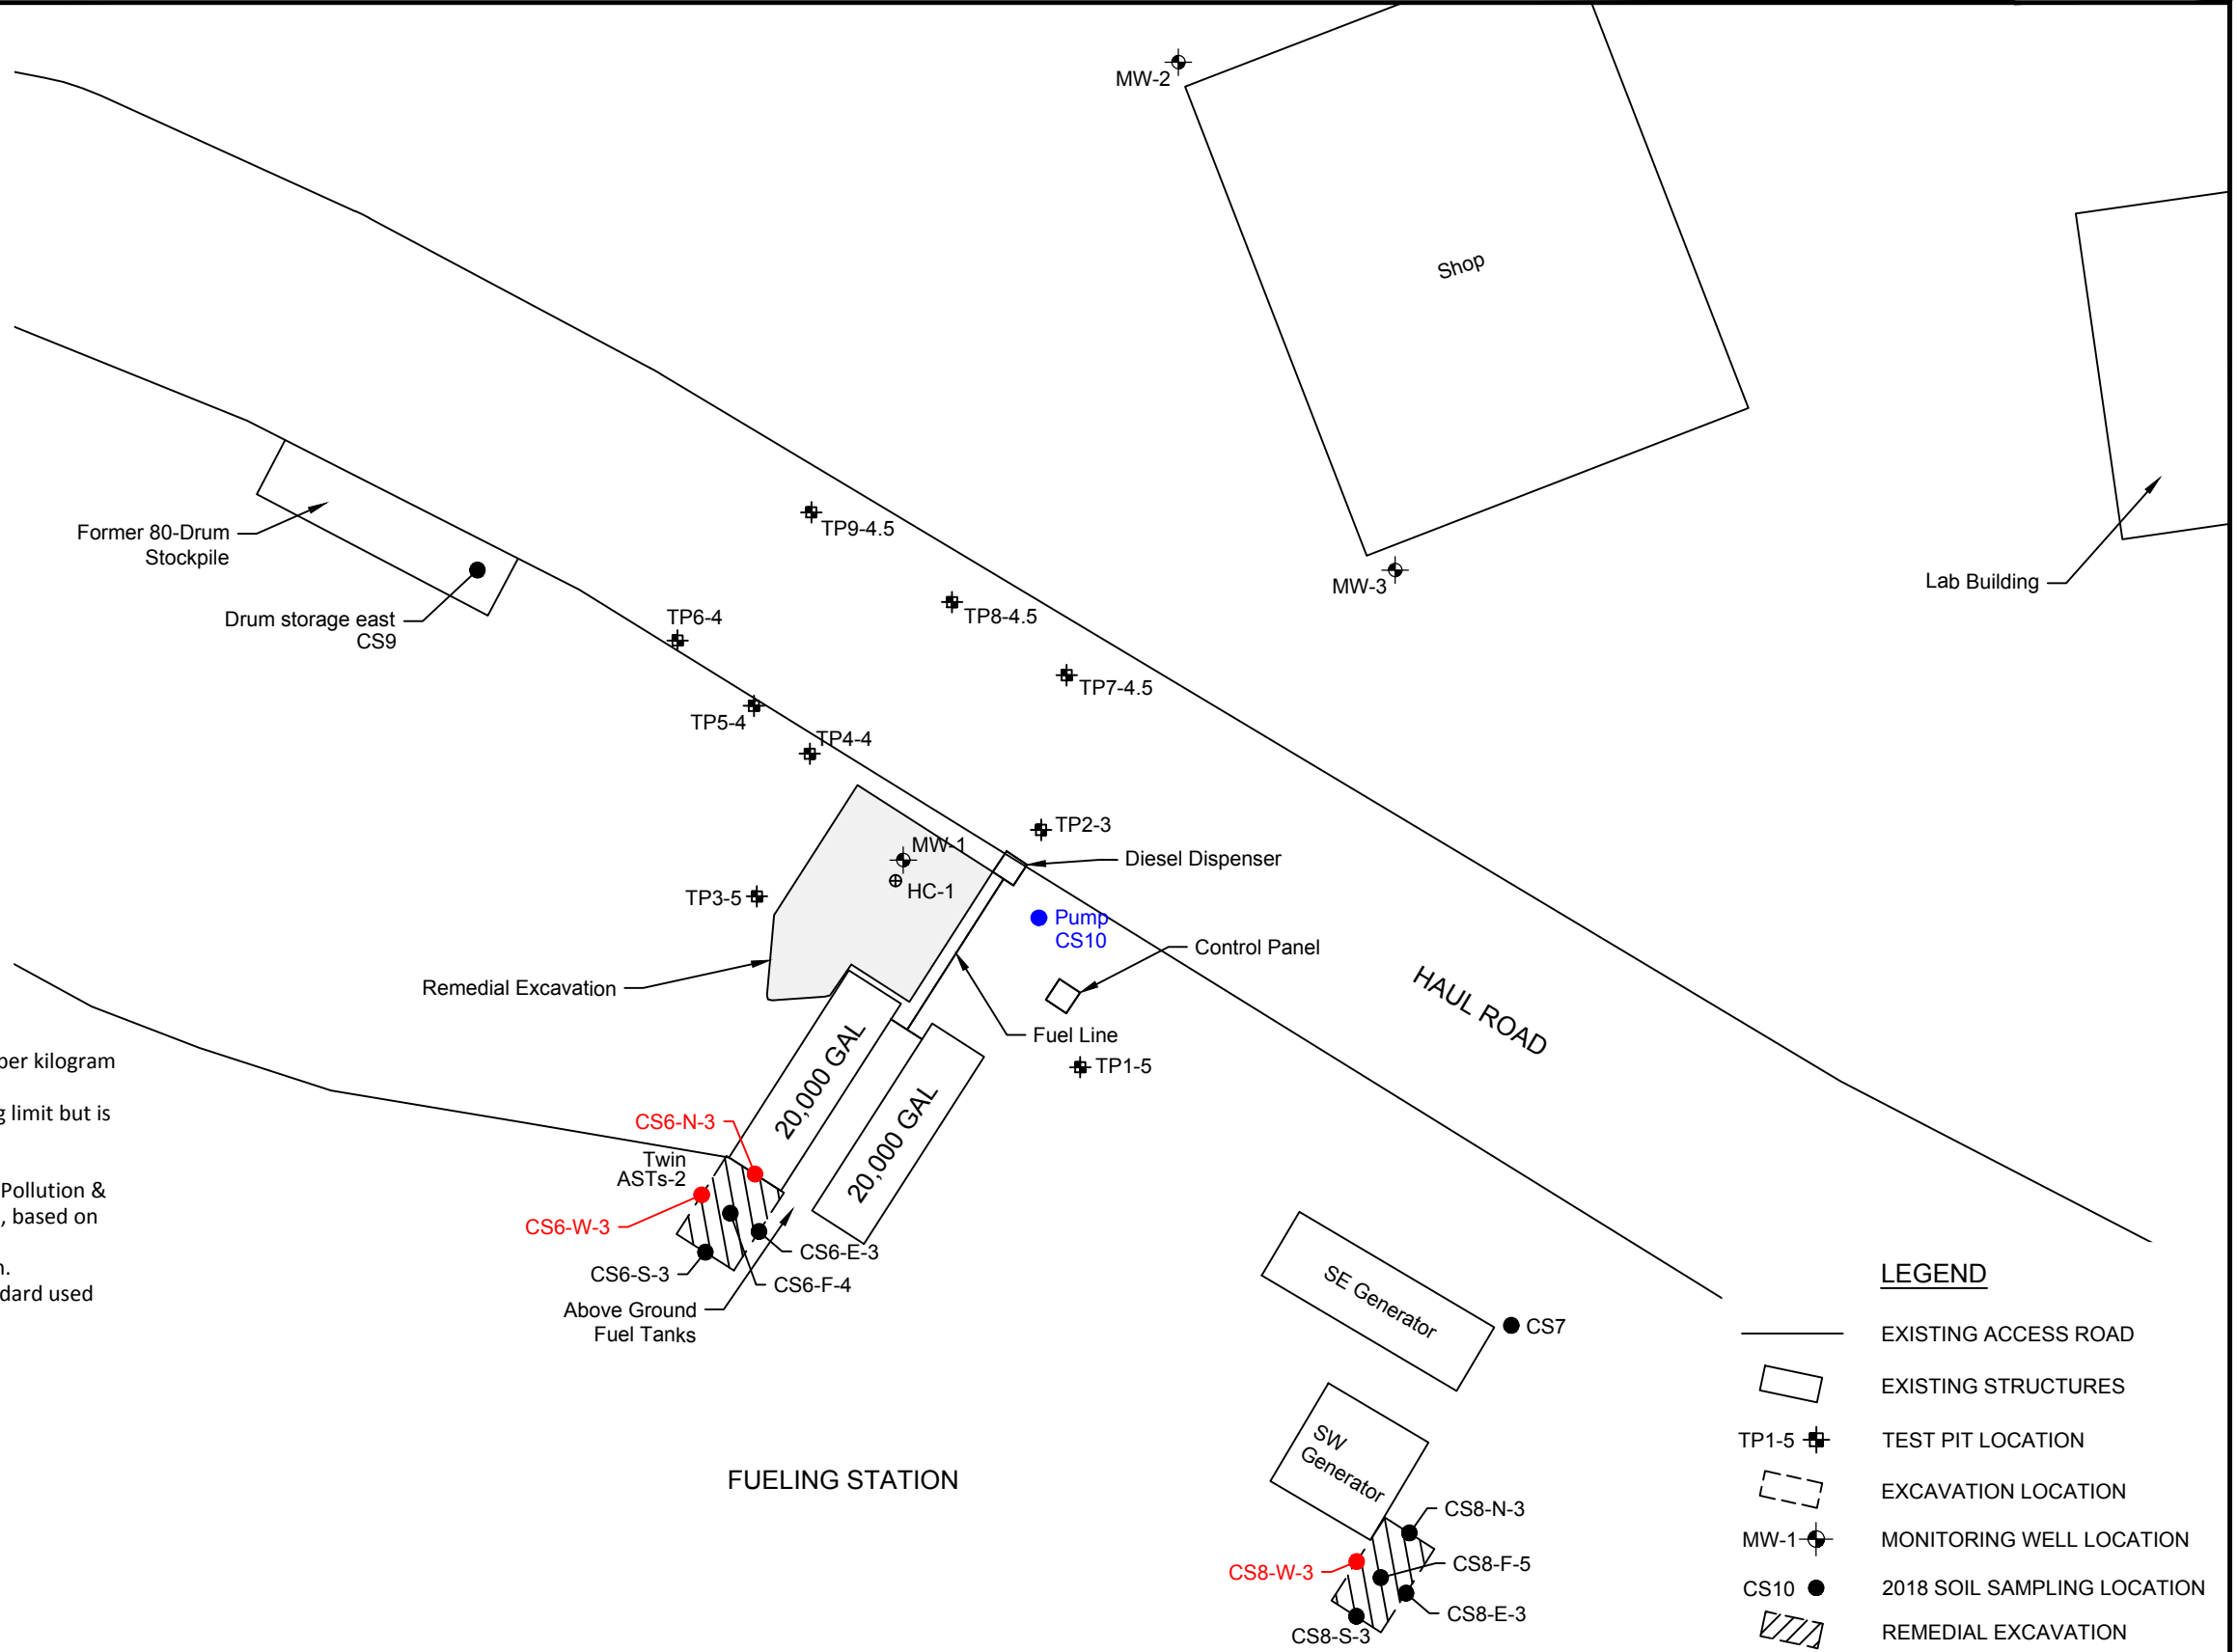 MW-2
Shop
MW-3
Lab Building
Former 80-Drum
Stockpile
Drum storage east
CS9
TP9-4.5
TP8-4.5
TP7-4.5
TP6-4
TP5-4
TP4-4
TP2-3
MW-1
HC-1
TP3-5
Diesel Dispenser
Pump
CS10
Control Panel
Remedial Excavation
Fuel Line
TP1-5
HAUL ROAD
20,000 GAL
20,000 GAL
per kilogram
limit but is
Pollution &
, based on
dard used
CS6-N-3
Twin
ASTs-2
CS6-W-3
CS6-E-3
CS6-S-3
CS6-F-4
Above Ground
Fuel Tanks
SE Generator
CS7
SW
Generator
FUELING STATION
CS8-N-3
CS8-W-3
CS8-F-5
CS8-E-3
CS8-S-3
LEGEND
EXISTING ACCESS ROAD
EXISTING STRUCTURES
TP1-5 TEST PIT LOCATION
EXCAVATION LOCATION
MW-1 MONITORING WELL LOCATION
CS10 2018 SOIL SAMPLING LOCATION
REMEDIAL EXCAVATION